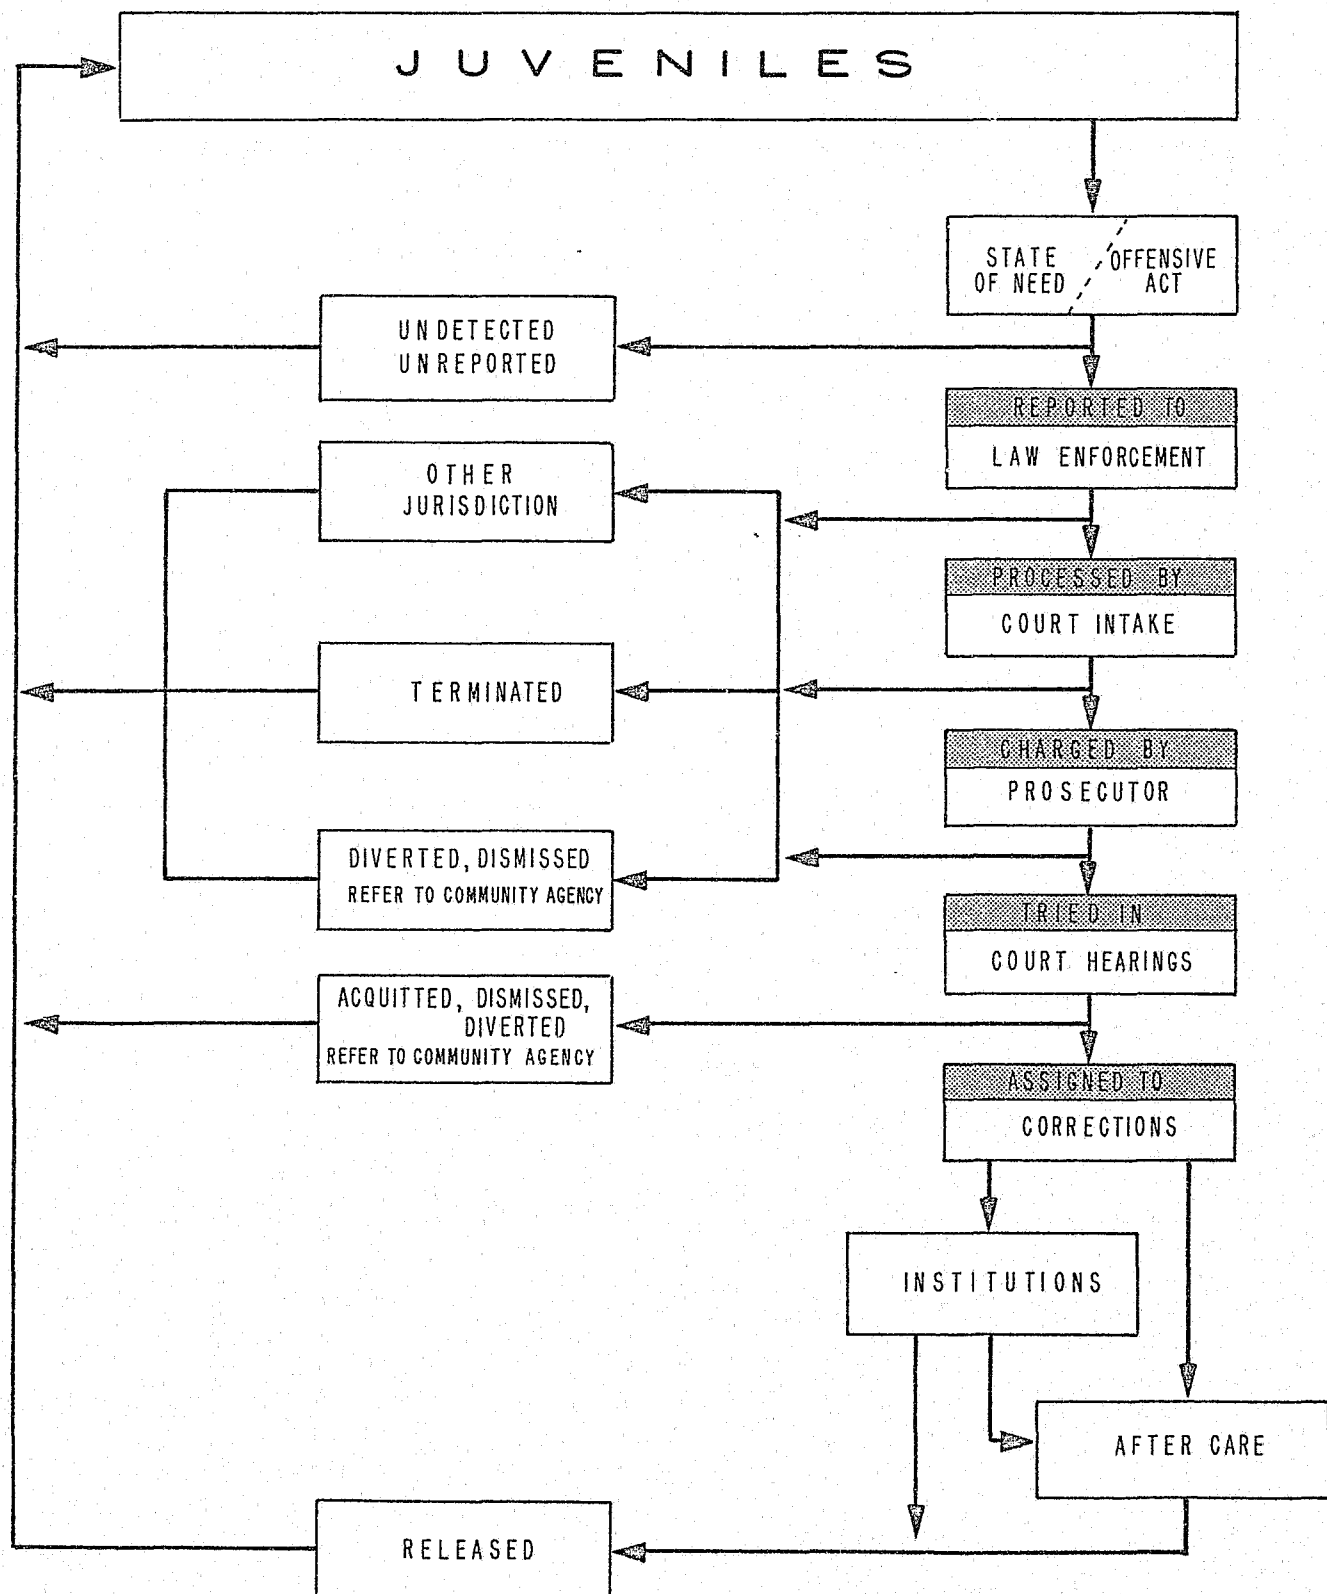 JUVENILES
STATE
OF NEED
OFFENSIVE
ACT
UNDETECTED
UNREPORTED
REPORTED TO
LAW ENFORCEMENT
OTHER
JURISDICTION
PROCESSED BY
COURT INTAKE
TERMINATED
CHARGED BY
PROSECUTOR
DIVERTED, DISMISSED
REFER TO COMMUNITY AGENCY
TRIED IN
COURT HEARINGS
ACQUITTED, DISMISSED,
DIVERTED
REFER TO COMMUNITY AGENCY
ASSIGNED TO
CORRECTIONS
INSTITUTIONS
AFTER CARE
RELEASED